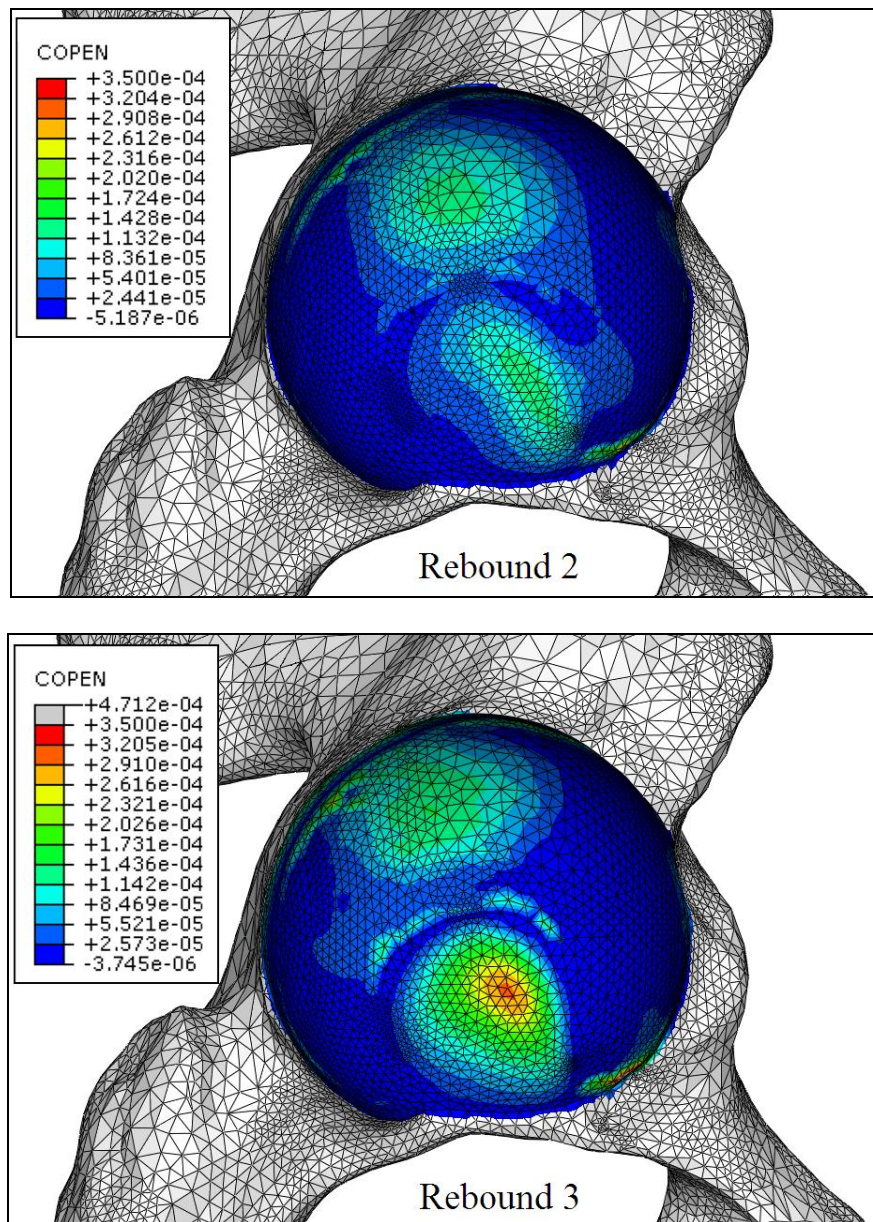 COPEN
+3.500e-04
+3.204e-04
+2.908e-04
+2.612e-04
+2.316e-04
+2.020e-04
+1.724e-04
+1.428e-04
+1.132e-04
+8.361e-05
+5.401e-05
+2.441e-05
-5.187e-06
Rebound 2
COPEN
+4.712e-04
+3.500e-04
+3.205e-04
+2.910e-04
+2.616e-04
+2.321e-04
+2.026e-04
+1.731e-04
+1.436e-04
+1.142e-04
+8.469e-05
+5.521e-05
+2.573e-05
-3.745e-06
Rebound 3